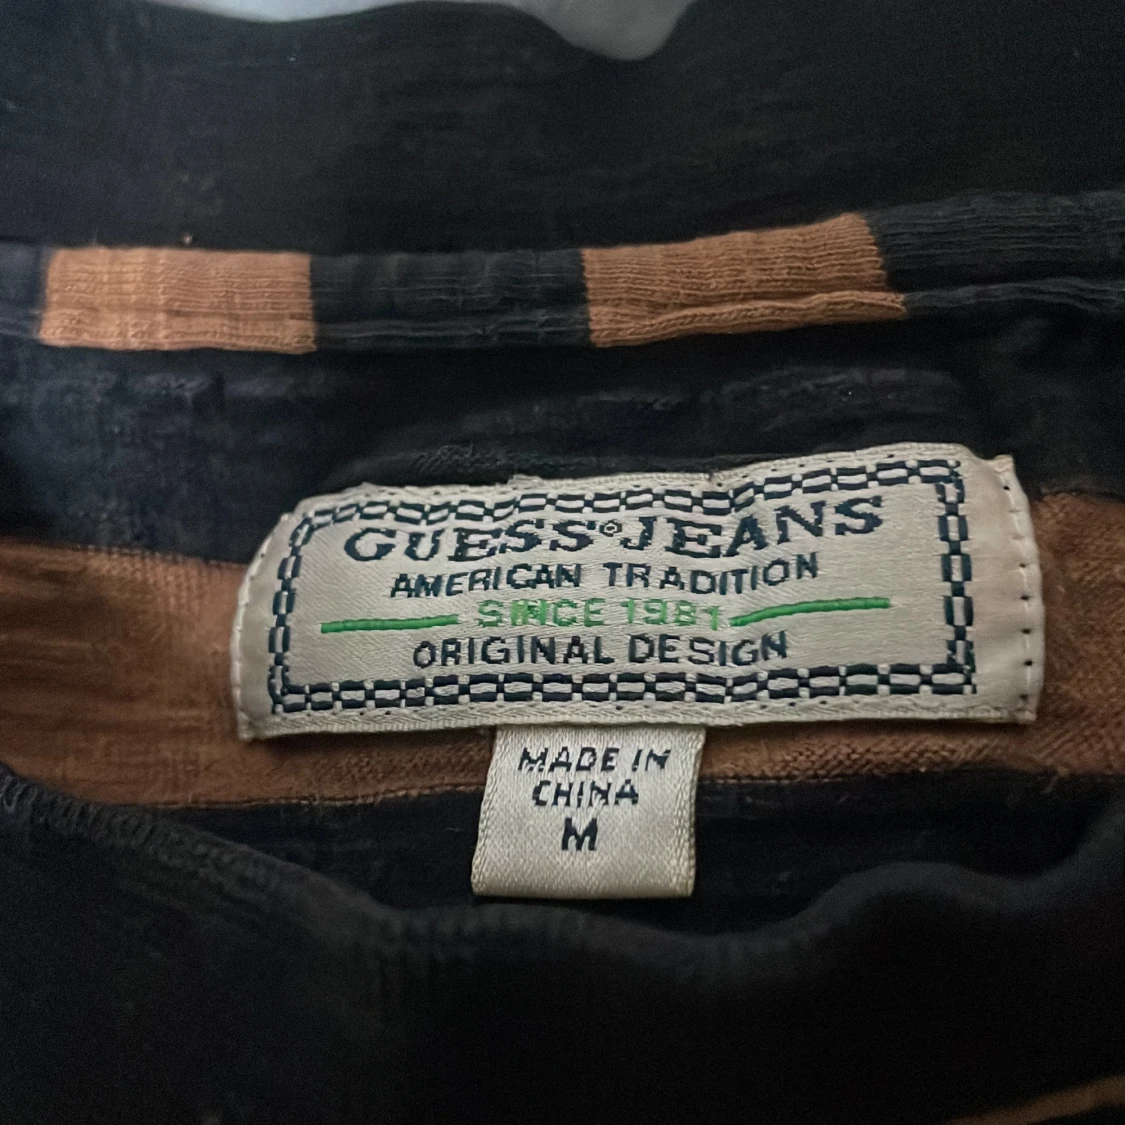 GUESS®JEANS
AMERICAN TRADITION
SINCE 1981
ORIGINAL DESIGN
MADE IN
CHINA
M